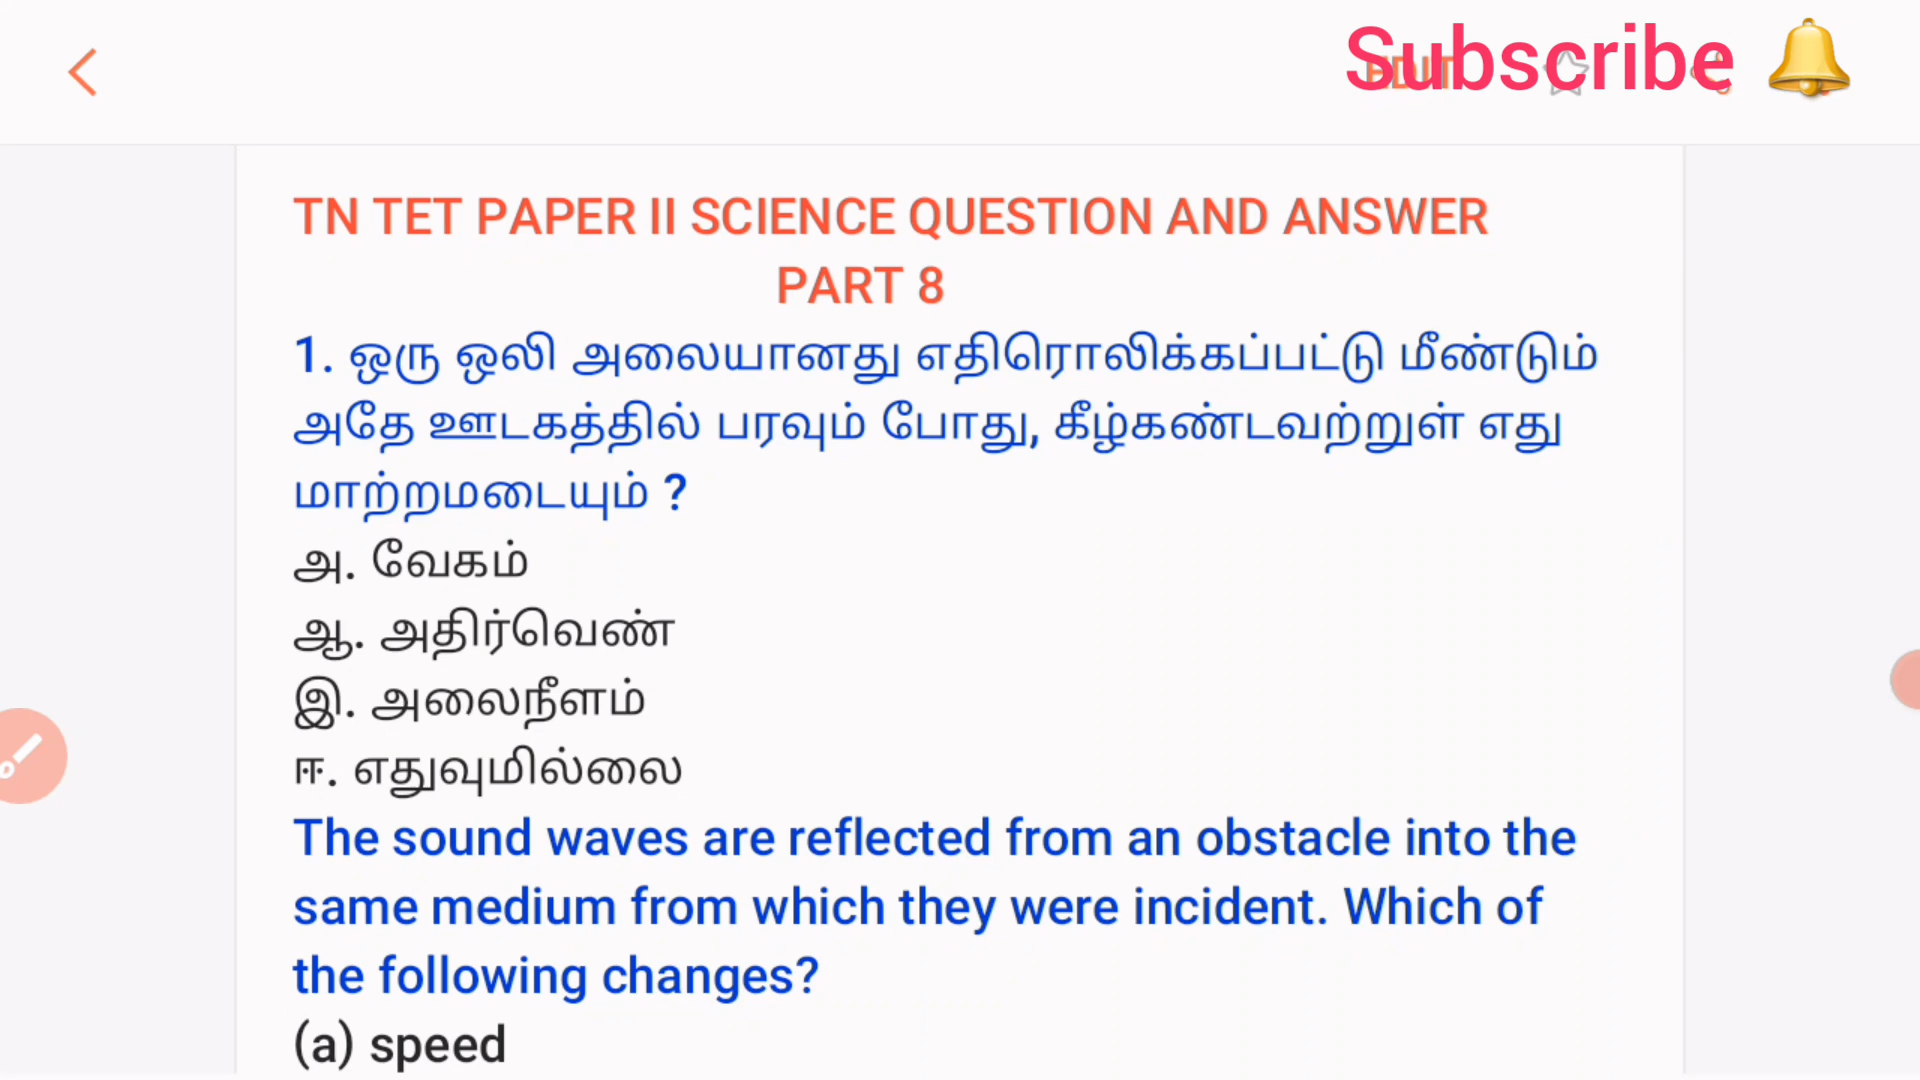 Subscribe 🔔
EDIT
TN TET PAPER II SCIENCE QUESTION AND ANSWER
PART 8
1. ஒரு ஒலி அலையானது எதிரொலிக்கப்பட்டு மீண்டும்
அதே ஊடகத்தில் பரவும் போது, கீழ்கண்டவற்றுள் எது
மாற்றமடையும் ?
அ. வேகம்
ஆ. அதிர்வெண்
இ. அலைநீளம்
ஈ. எதுவுமில்லை
The sound waves are reflected from an obstacle into the
same medium from which they were incident. Which of
the following changes?
(a) speed